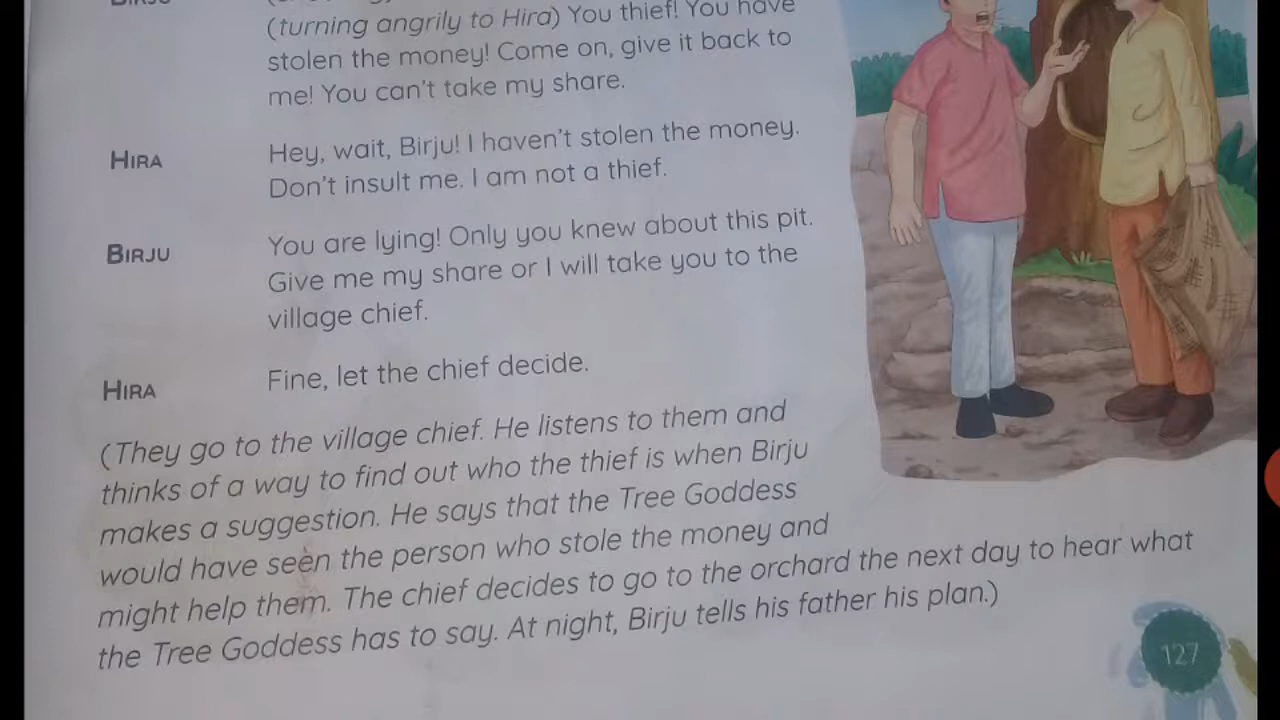 (turning angrily to Hira) You thief! You have
stolen the money! Come on, give it back to
me! You can't take my share.
HIRA Hey, wait, Birju! I haven't stolen the money.
Don't insult me. I am not a thief.
BIRJU You are lying! Only you knew about this pit.
Give me my share or I will take you to the
village chief.
HIRA Fine, let the chief decide.
(They go to the village chief. He listens to them and
thinks of a way to find out who the thief is when Birju
makes a suggestion. He says that the Tree Goddess
would have seen the person who stole the money and
might help them. The chief decides to go to the orchard the next day to hear what
the Tree Goddess has to say. At night, Birju tells his father his plan.)
127